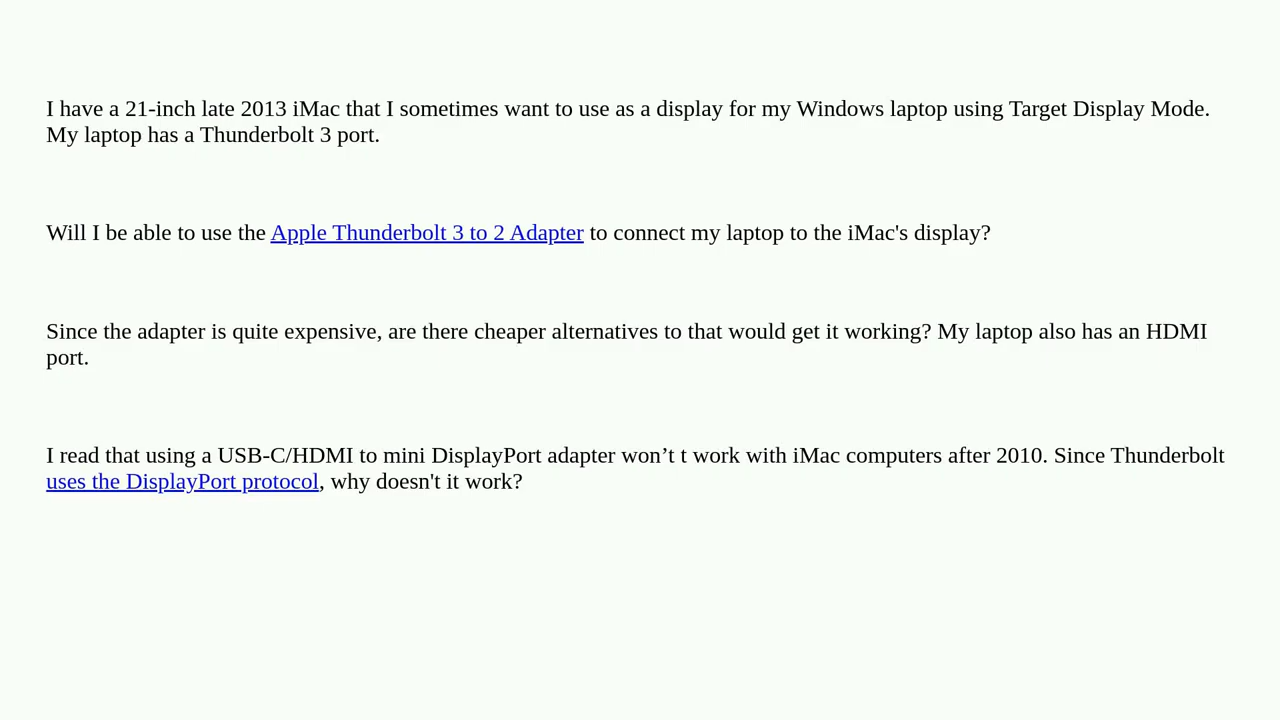 I have a 21-inch late 2013 iMac that I sometimes want to use as a display for my Windows laptop using Target Display Mode.
My laptop has a Thunderbolt 3 port.
Will I be able to use the Apple Thunderbolt 3 to 2 Adapter to connect my laptop to the iMac's display?
Since the adapter is quite expensive, are there cheaper alternatives to that would get it working? My laptop also has an HDMI
port.
I read that using a USB-C/HDMI to mini DisplayPort adapter won’t t work with iMac computers after 2010. Since Thunderbolt
uses the DisplayPort protocol, why doesn't it work?